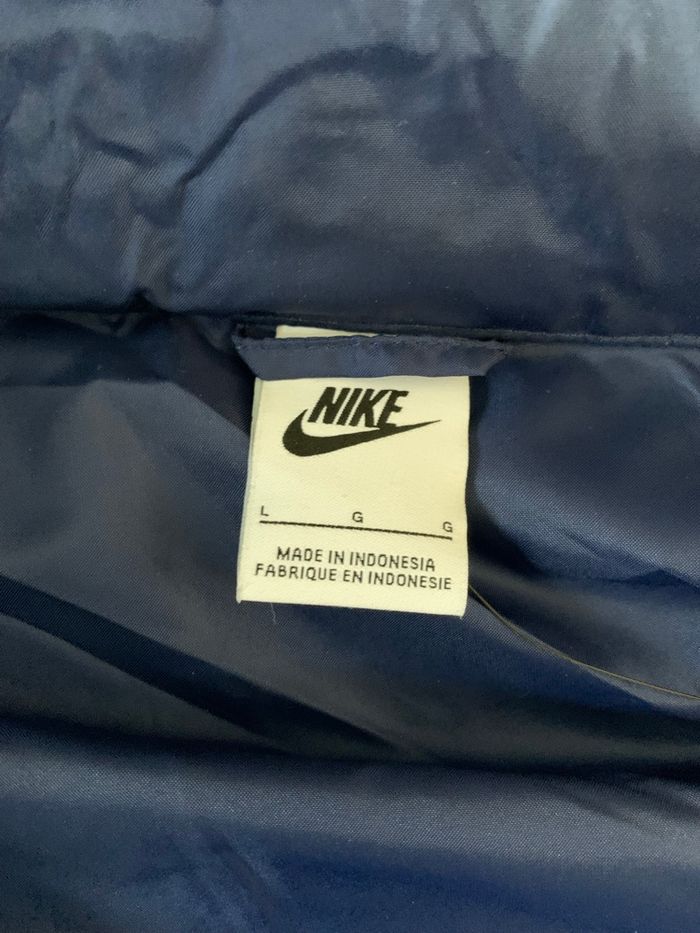 NIKE
L G G
MADE IN INDONESIA
FABRIQUE EN INDONESIE